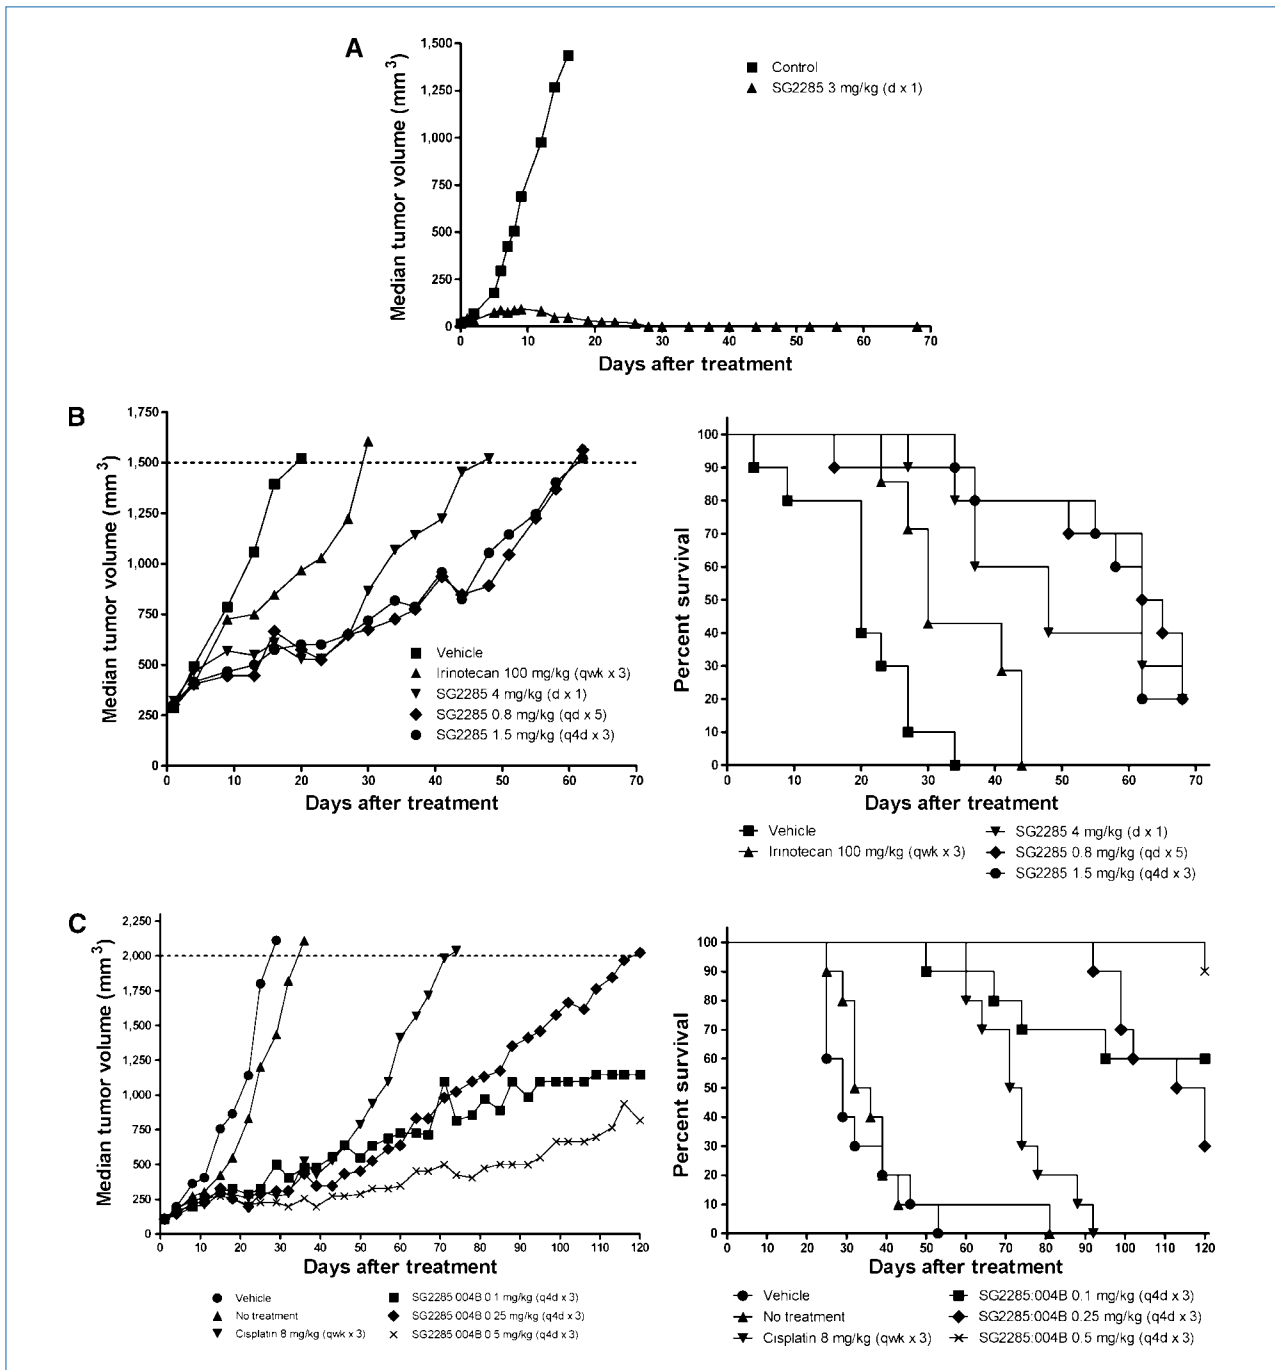 A
1,500
1,250
1,000
750
500
250
0
Median tumor volume (mm3)
0 10 20 30 40 50 60 70
Days after treatment
Control
SG2285 3 mg/kg (d x 1)
B
1,750
1,500
1,250
1,000
750
500
250
0
Median tumor volume (mm3)
0 10 20 30 40 50 60 70
Days after treatment
Vehicle
Irinotecan 100 mg/kg (qwk x 3)
SG2285 4 mg/kg (d x 1)
SG2285 0.8 mg/kg (qd x 5)
SG2285 1.5 mg/kg (q4d x 3)
100
90
80
70
60
50
40
30
20
10
0
Percent survival
0 10 20 30 40 50 60 70
Days after treatment
Vehicle
Irinotecan 100 mg/kg (qwk x 3)
SG2285 4 mg/kg (d x 1)
SG2285 0.8 mg/kg (qd x 5)
SG2285 1.5 mg/kg (q4d x 3)
C
2,250
2,000
1,750
1,500
1,250
1,000
750
500
250
0
Median tumor volume (mm3)
0 10 20 30 40 50 60 70 80 90 100 110 120
Days after treatment
Vehicle
No treatment
Cisplatin 8 mg/kg (qwk x 3)
SG2285:004B 0.1 mg/kg (q4d x 3)
SG2285:004B 0.25 mg/kg (q4d x 3)
SG2285:004B 0.5 mg/kg (q4d x 3)
100
90
80
70
60
50
40
30
20
10
0
Percent survival
0 10 20 30 40 50 60 70 80 90 100 110 120
Days after treatment
Vehicle
No treatment
Cisplatin 8 mg/kg (qwk x 3)
SG2285:004B 0.1 mg/kg (q4d x 3)
SG2285:004B 0.25 mg/kg (q4d x 3)
SG2285:004B 0.5 mg/kg (q4d x 3)